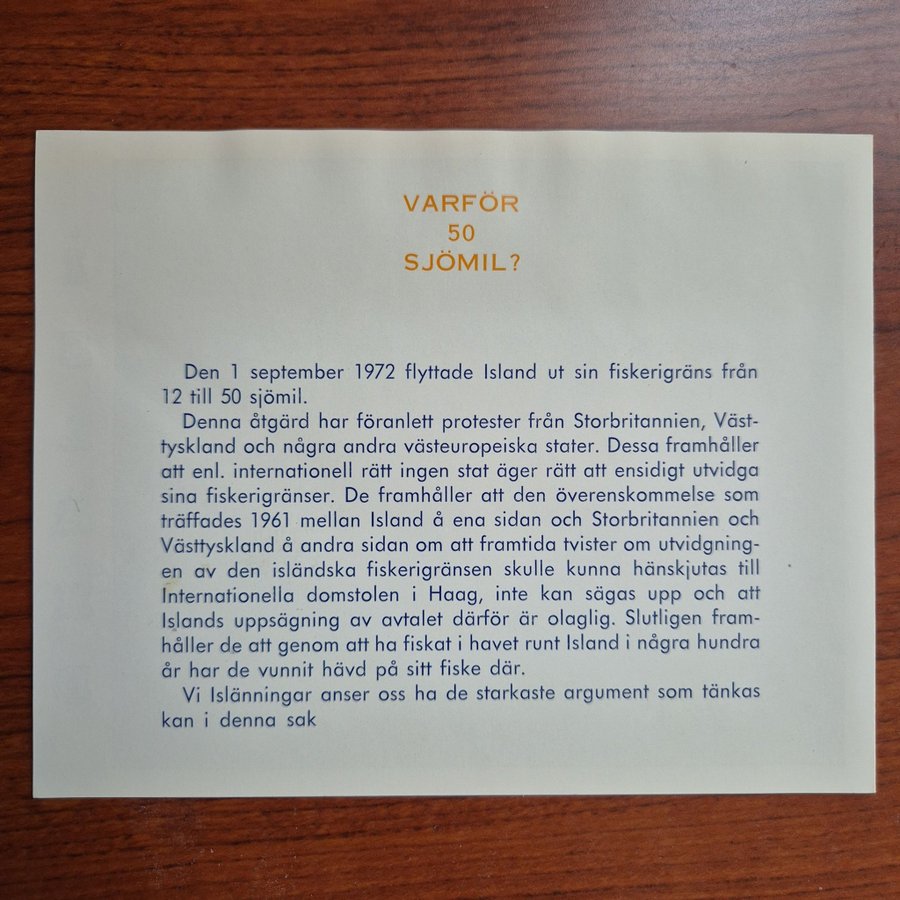 VARFÖR
50
SJÖMIL?
Den 1 september 1972 flyttade Island ut sin fiskerigräns från
12 till 50 sjömil.
Denna åtgärd har föranlett protester från Storbritannien, Väst-
tyskland och några andra västeuropeiska stater. Dessa framhåller
att enl. internationell rätt ingen stat äger rätt att ensidigt utvidga
sina fiskerigränser. De framhåller att den överenskommelse som
träffades 1961 mellan Island å ena sidan och Storbritannien och
Västtyskland å andra sidan om att framtida tvister om utvidgning-
en av den isländska fiskerigränsen skulle kunna hänskjutas till
Internationella domstolen i Haag, inte kan sägas upp och att
Islands uppsägning av avtalet därför är olaglig. Slutligen fram-
håller de att genom att ha fiskat i havet runt Island i några hundra
år har de vunnit hävd på sitt fiske där.
Vi Islänningar anser oss ha de starkaste argument som tänkas
kan i denna sak